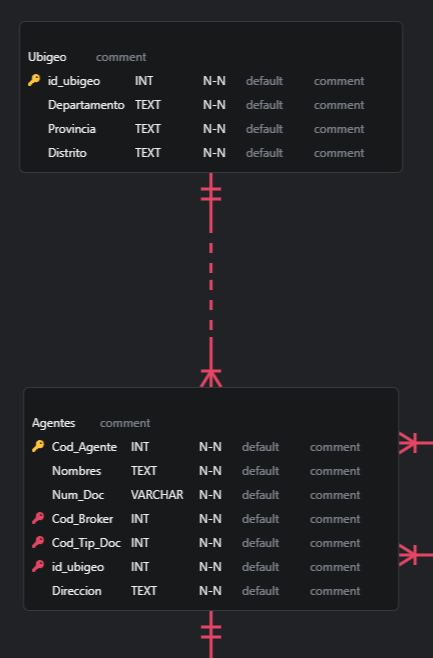 Ubigeo comment
id_ubigeo INT N-N default comment
Departamento TEXT N-N default comment
Provincia TEXT N-N default comment
Distrito TEXT N-N default comment
Agentes comment
Cod_Agente INT N-N default comment
Nombres TEXT N-N default comment
Num_Doc VARCHAR N-N default comment
Cod_Broker INT N-N default comment
Cod_Tip_Doc INT N-N default comment
id_ubigeo INT N-N default comment
Direccion TEXT N-N default comment